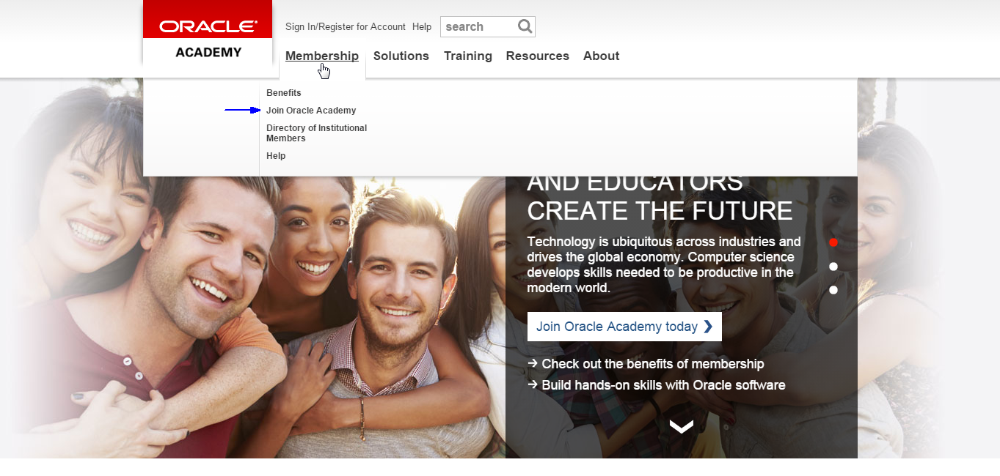 ORACLE
ACADEMY
Sign In/Register for Account Help search
Membership Solutions Training Resources About
Benefits
Join Oracle Academy
Directory of Institutional
Members
Help
AND EDUCATORS
CREATE THE FUTURE
Technology is ubiquitous across industries and
drives the global economy. Computer science
develops skills needed to be productive in the
modern world.
Join Oracle Academy today
Check out the benefits of membership
Build hands-on skills with Oracle software